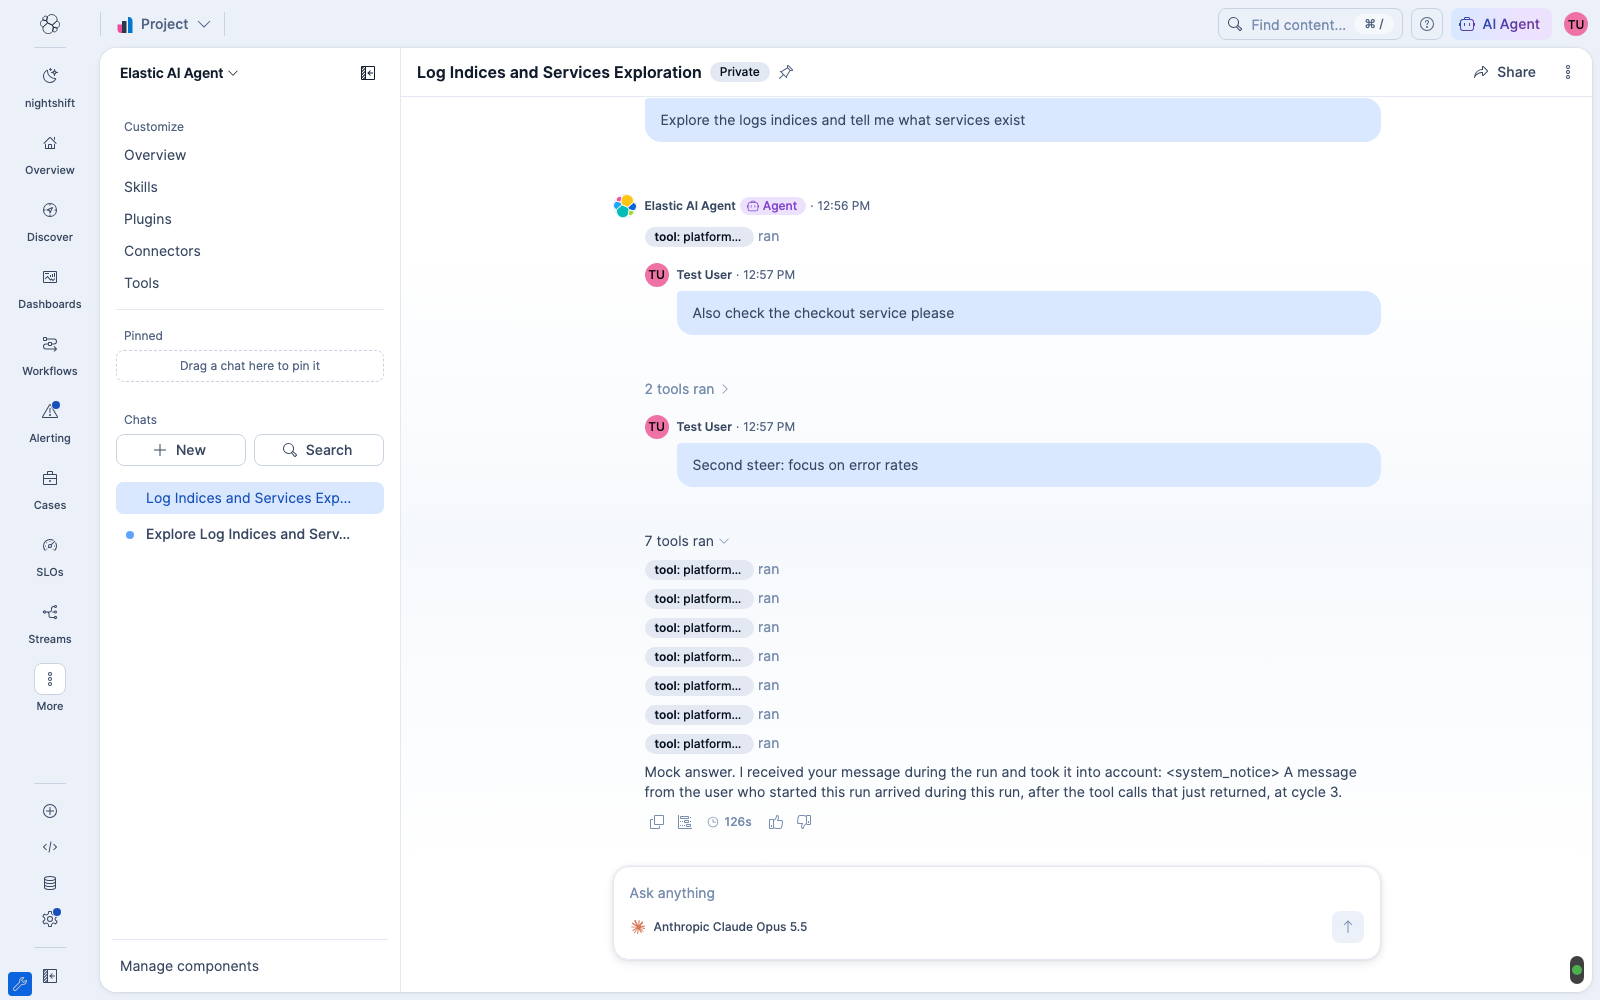 Project
Find content...
⌘ /
AI Agent
TU
nightshift
Overview
Discover
Dashboards
Workflows
Alerting
Cases
SLOs
Streams
More
Elastic AI Agent
Customize
Overview
Skills
Plugins
Connectors
Tools
Pinned
Drag a chat here to pin it
Chats
New
Search
Log Indices and Services Exp...
Explore Log Indices and Serv...
Manage components
Log Indices and Services Exploration
Private
Share
Explore the logs indices and tell me what services exist
Elastic AI Agent Agent · 12:56 PM
tool: platform... ran
TU Test User · 12:57 PM
Also check the checkout service please
2 tools ran
TU Test User · 12:57 PM
Second steer: focus on error rates
7 tools ran
tool: platform... ran
tool: platform... ran
tool: platform... ran
tool: platform... ran
tool: platform... ran
tool: platform... ran
tool: platform... ran
Mock answer. I received your message during the run and took it into account: <system_notice> A message
from the user who started this run arrived during this run, after the tool calls that just returned, at cycle 3.
126s
Ask anything
Anthropic Claude Opus 5.5